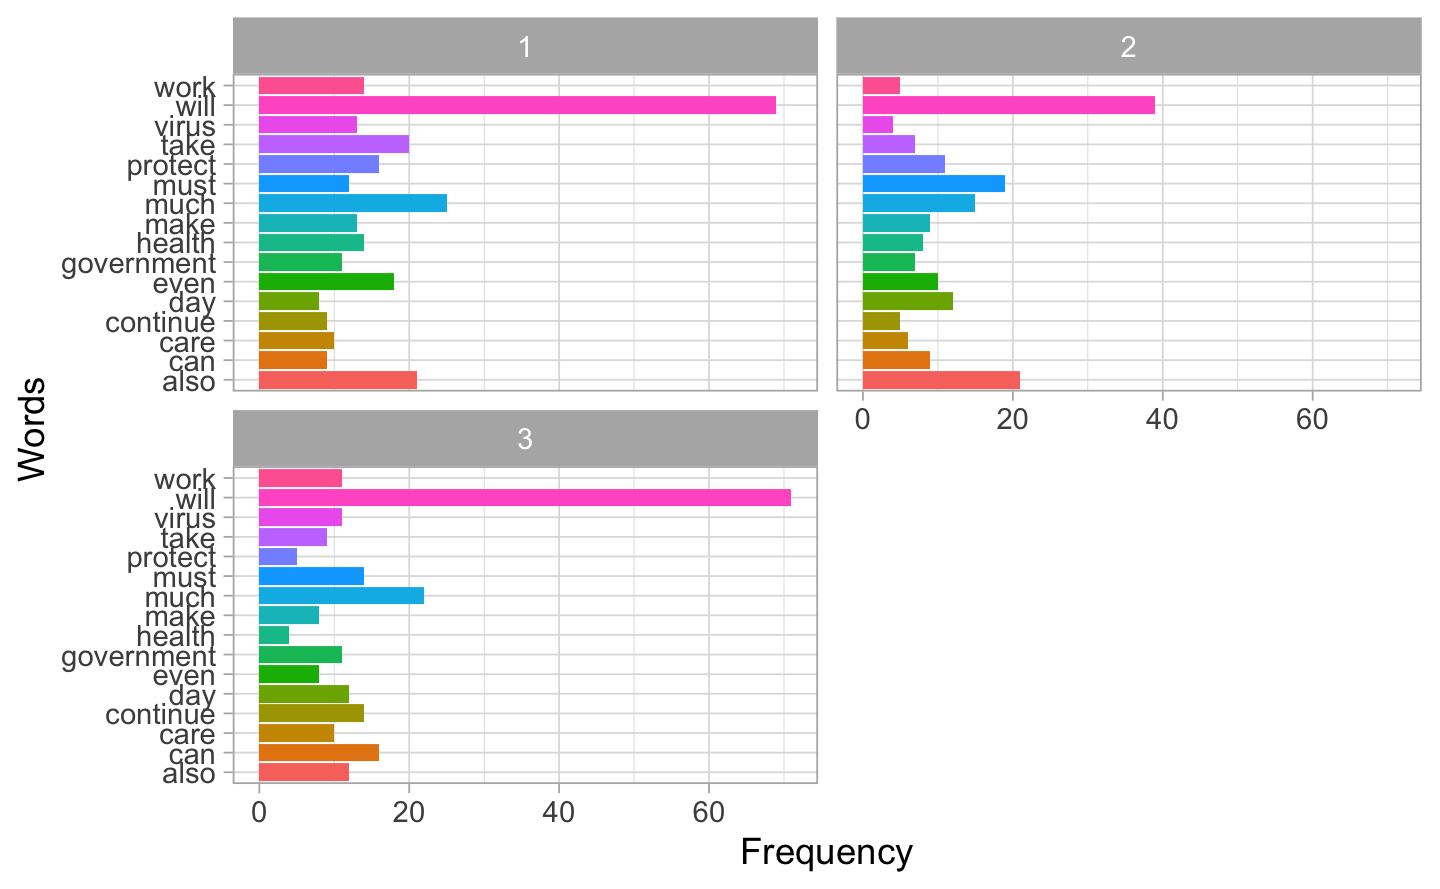 1
2
work
will
virus
take
protect
must
much
make
health
government
even
day
continue
care
can
also
0 20 40 60
3
work
will
virus
take
protect
must
much
make
health
government
even
day
continue
care
can
also
0 20 40 60
Words
Frequency